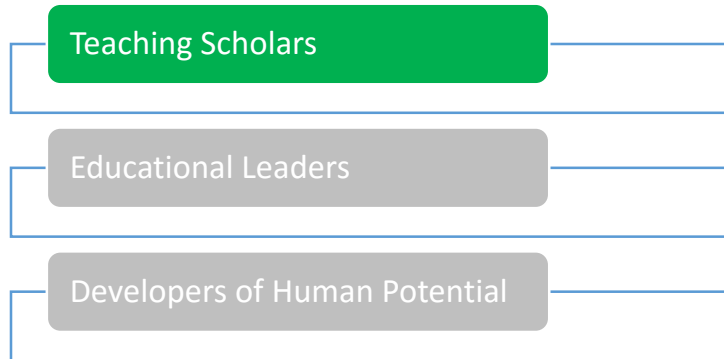 Teaching Scholars
Educational Leaders
Developers of Human Potential